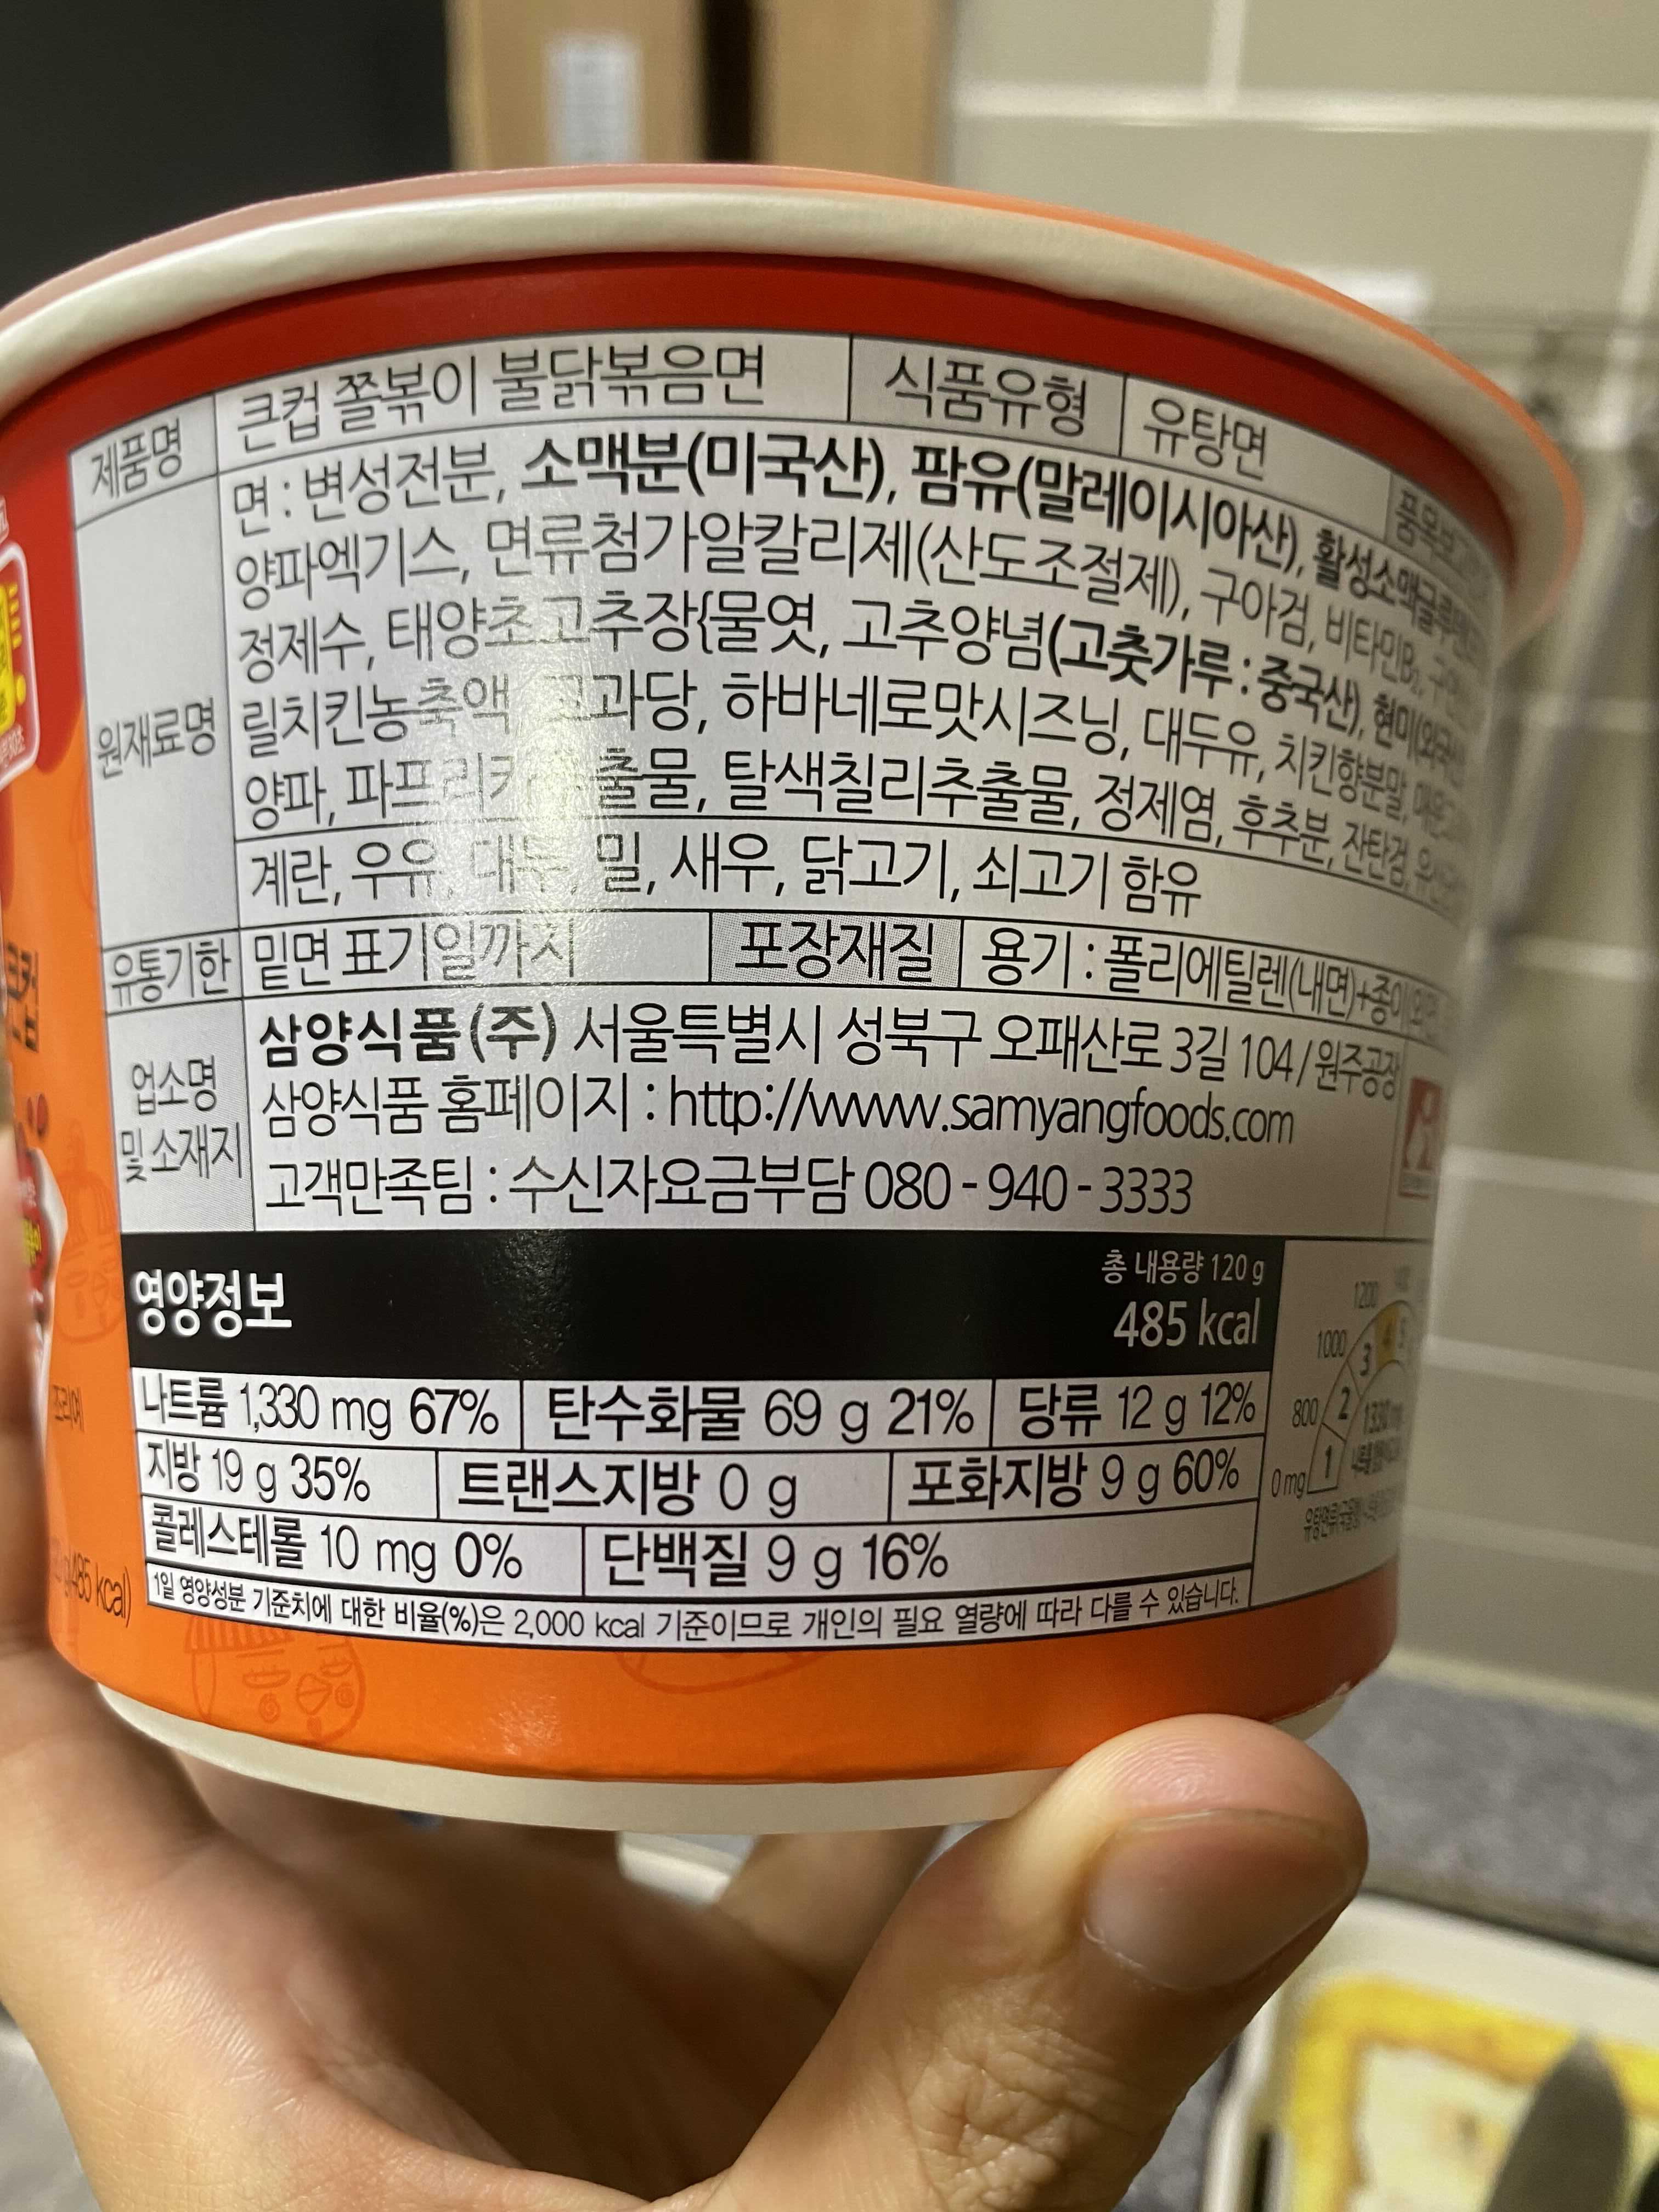 제품명 큰컵 쫄볶이 불닭볶음면 식품유형 유탕면
원재료명
면 : 변성전분, 소맥분(미국산), 팜유(말레이시아산), 활성소맥글루텐
양파엑기스, 면류첨가알칼리제(산도조절제), 구아검, 비타민B₂,
정제수, 태양초고추장{물엿, 고추양념(고춧가루 : 중국산), 현미(외국산
릴치킨농축액, 과당, 하바네로맛시즈닝, 대두유, 치킨향분말,
양파, 파프리카추출물, 탈색칠리추출물, 정제염, 후추분, 잔탄검,
계란, 우유, 대두, 밀, 새우, 닭고기, 쇠고기 함유
유통기한 밑면 표기일까지 포장재질 용기 : 폴리에틸렌(내면)+종이
업소명 및 소재지
삼양식품(주) 서울특별시 성북구 오패산로 3길 104 / 원주공장
삼양식품 홈페이지 : http://www.samyangfoods.com
고객만족팀 : 수신자요금부담 080 - 940 - 3333
영양정보 총 내용량 120 g
485 kcal
나트륨 1,330 mg 67% 탄수화물 69 g 21% 당류 12 g 12%
지방 19 g 35% 트랜스지방 0 g 포화지방 9 g 60%
콜레스테롤 10 mg 0% 단백질 9 g 16%
1일 영양성분 기준치에 대한 비율(%)은 2,000 kcal 기준이므로 개인의 필요 열량에 따라 다를 수 있습니다.
1200
1000 3 4 5
800 2
0 mg 1
조리예
485 kcal)
큰컵